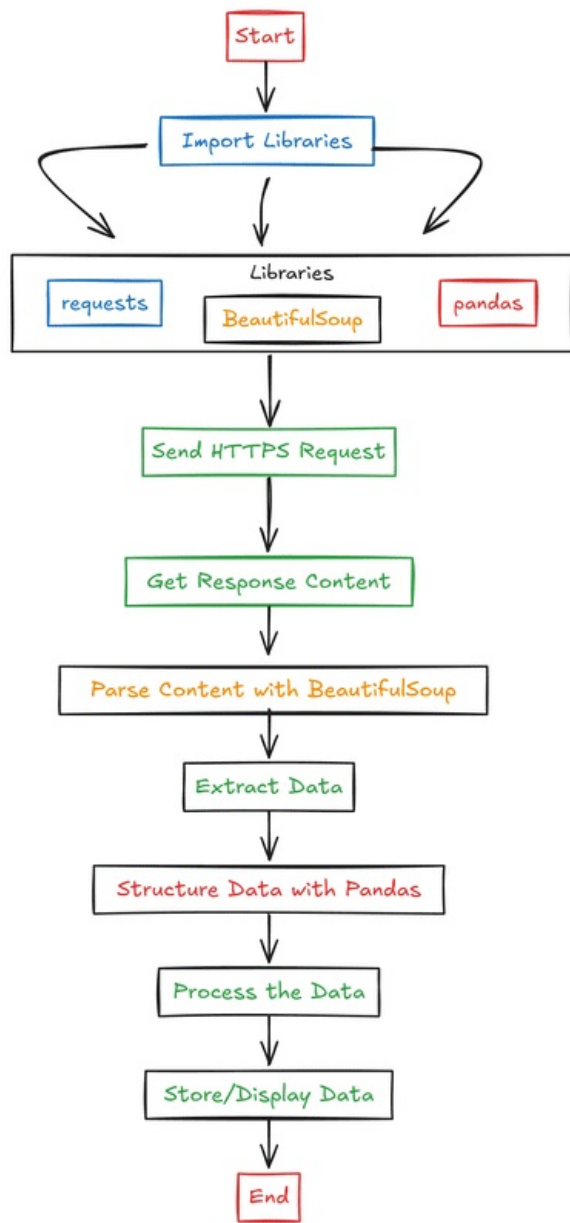 Start
Import Libraries
Libraries
requests
BeautifulSoup
pandas
Send HTTPS Request
Get Response Content
Parse Content with BeautifulSoup
Extract Data
Structure Data with Pandas
Process the Data
Store/Display Data
End